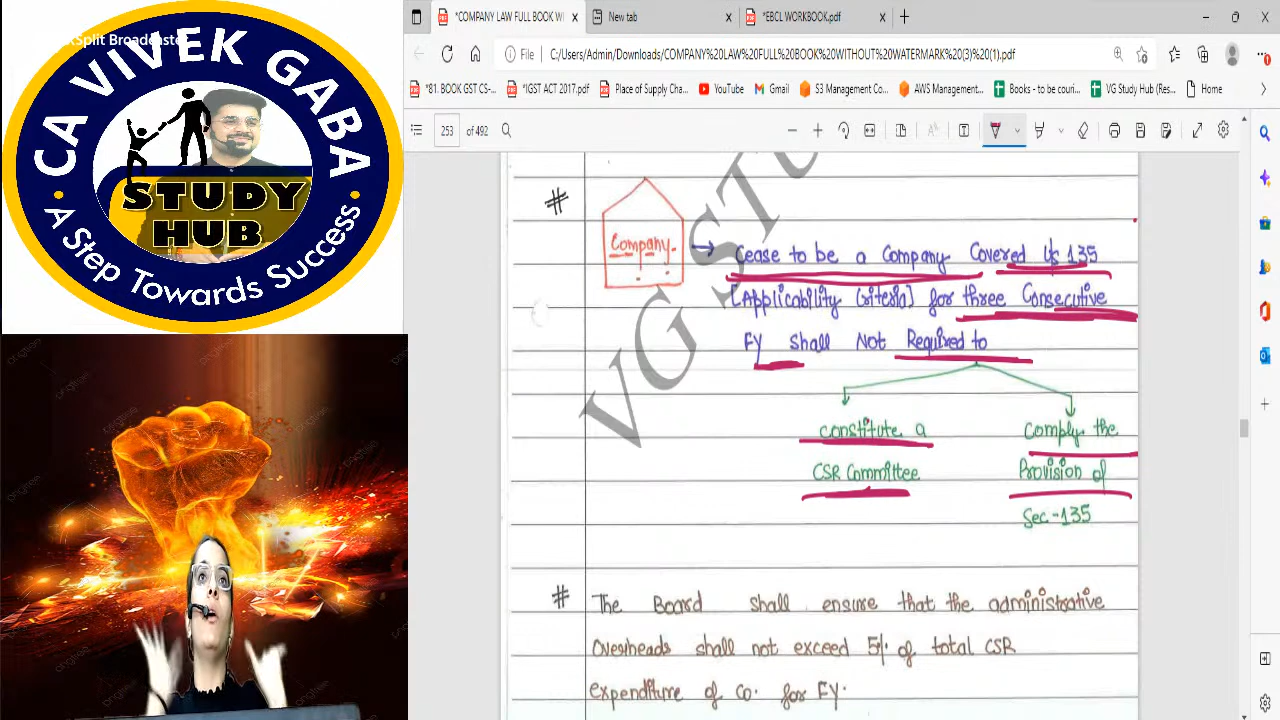 CA VIVEK GABA
STUDY
HUB
A Step Towards Success
*COMPANY LAW FULL BOOK WI
New tab
EEBCL WORKBOOK.pdf
File
C:/Users/Admin/Downloads/COMPANY%20LAW%20FULL%20BOOK%20WITHOUT%20WATERMARK%20(3)%20(1).pdf
*81. BOOK GST CS-...
*IGST ACT 2017.pdf
Place of Supply Cha...
YouTube
Gmail
S3 Management Co...
AWS Management...
Books - to be couri...
VG Study Hub (Res...
Home
253 of 492
VG STU
#
Company.
→ Cease to be a Company Covered u/s 135
[Applicability Criteria] for three Consecutive
FY shall Not Required to
constitute a
CSR Committee
Comply the
Provision of
Sec-135
# The Board shall ensure that the administrative
overheads shall not exceed 5% of total CSR
expenditure of Co. for FY.
pngtree